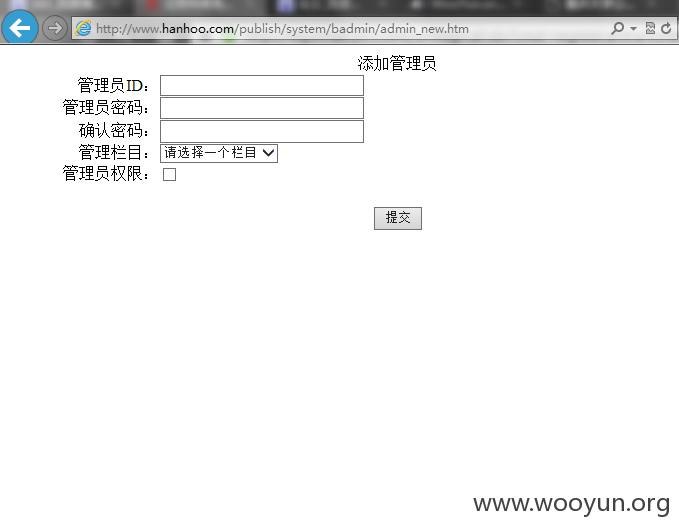 http://www.hanhoo.com/publish/system/badmin/admin_new.htm
添加管理员
管理员ID：
管理员密码：
确认密码：
管理栏目： 请选择一个栏目
管理员权限：
提交
www.wooyun.org